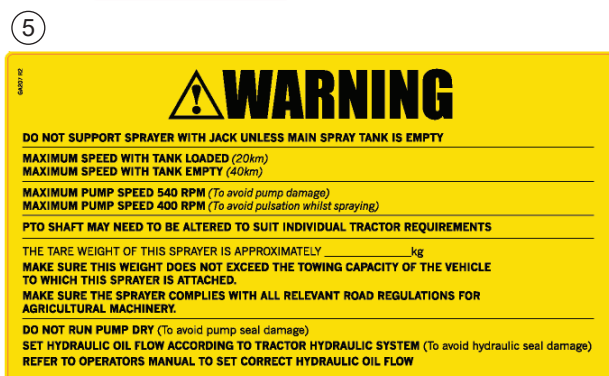 5
GA207 R2
WARNING
DO NOT SUPPORT SPRAYER WITH JACK UNLESS MAIN SPRAY TANK IS EMPTY
MAXIMUM SPEED WITH TANK LOADED (20km)
MAXIMUM SPEED WITH TANK EMPTY (40km)
MAXIMUM PUMP SPEED 540 RPM (To avoid pump damage)
MAXIMUM PUMP SPEED 400 RPM (To avoid pulsation whilst spraying)
PTO SHAFT MAY NEED TO BE ALTERED TO SUIT INDIVIDUAL TRACTOR REQUIREMENTS
THE TARE WEIGHT OF THIS SPRAYER IS APPROXIMATELY ______________kg
MAKE SURE THIS WEIGHT DOES NOT EXCEED THE TOWING CAPACITY OF THE VEHICLE
TO WHICH THIS SPRAYER IS ATTACHED.
MAKE SURE THE SPRAYER COMPLIES WITH ALL RELEVANT ROAD REGULATIONS FOR
AGRICULTURAL MACHINERY.
DO NOT RUN PUMP DRY (To avoid pump seal damage)
SET HYDRAULIC OIL FLOW ACCORDING TO TRACTOR HYDRAULIC SYSTEM (To avoid hydraulic seal damage)
REFER TO OPERATORS MANUAL TO SET CORRECT HYDRAULIC OIL FLOW